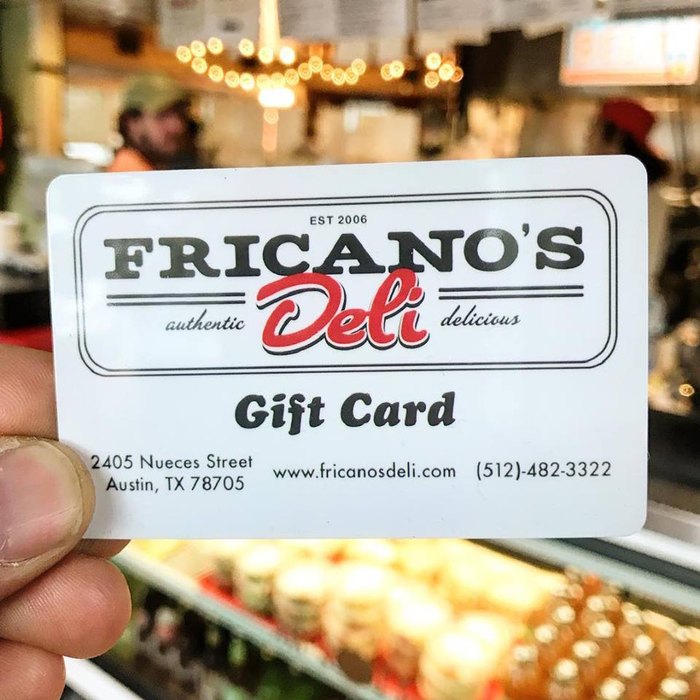 EST 2006
FRICANO'S
authentic Deli delicious
Gift Card
2405 Nueces Street
Austin, TX 78705
www.fricanosdeli.com
(512)-482-3322